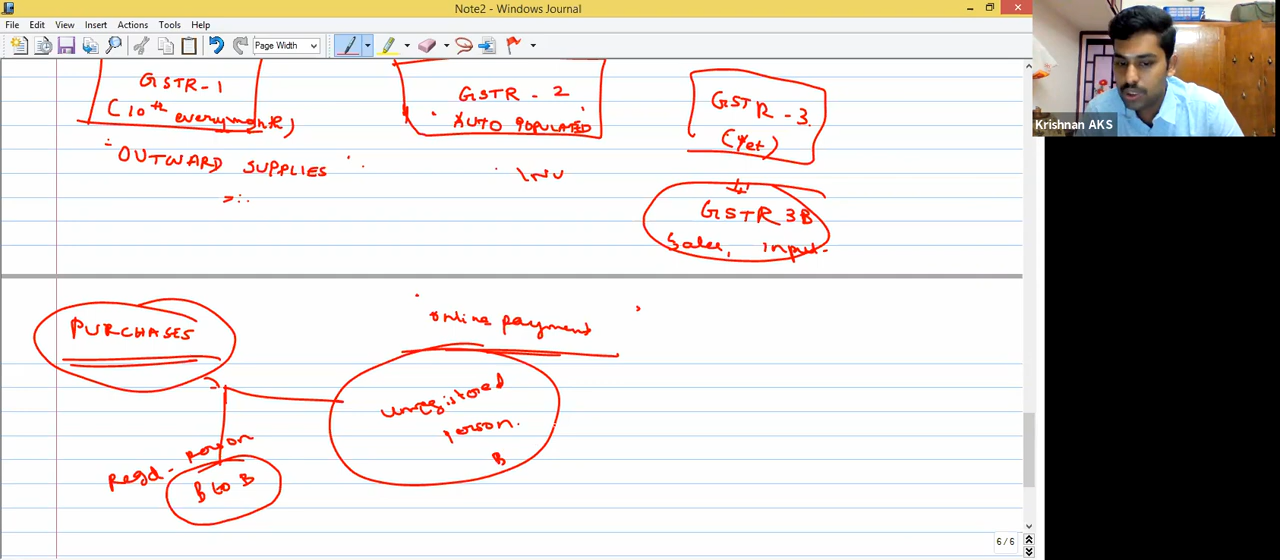 Note2 - Windows Journal
File Edit View Insert Actions Tools Help
Page Width
GSTR-1
(10th every month)
OUTWARD SUPPLIES
GSTR - 2
AUTO POPULATED
INV
GSTR - 3
(Yet)
GSTR 3B
Sales, input
PURCHASES
online payment
unregistered
person.
B
Regd. person
B to B
6 / 6
Krishnan AKS